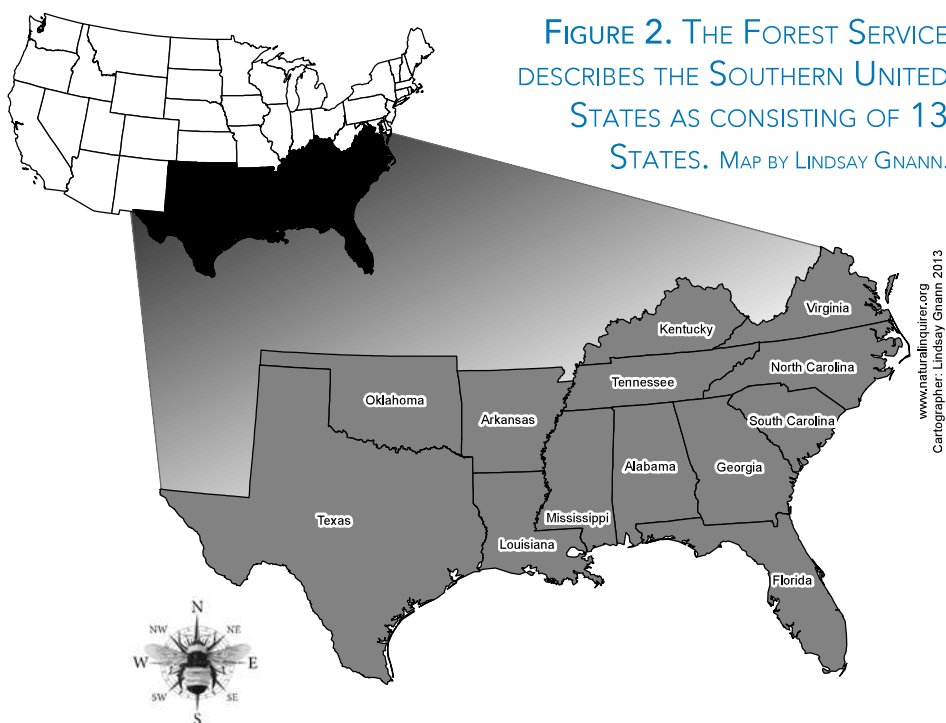 FIGURE 2. THE FOREST SERVICE
DESCRIBES THE SOUTHERN UNITED
STATES AS CONSISTING OF 13
STATES. MAP BY LINDSAY GNANN.
www.naturalinquirer.org
Cartographer: Lindsay Gnann 2013
Virginia
Kentucky
North Carolina
Tennessee
Oklahoma
Arkansas
South Carolina
Alabama
Georgia
Texas
Mississippi
Louisiana
Florida
N
NW
NE
W
E
SW
SE
S